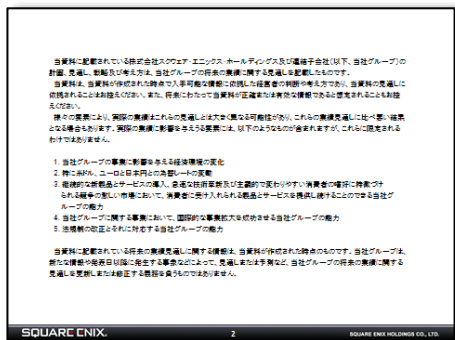 当資料に記載されている株式会社スクウェア・エニックス・ホールディングス及び連結子会社(以下、当社グループ)の
計画、見通し、戦略及び考え方は、当社グループの将来の業績に関する見通しを記載したものです。
当資料は、当資料が作成された時点で入手可能な情報に依拠した経営者の判断や考え方であり、当資料の見通しに
依拠されることはお控えください。また、将来にわたって当資料が正確または有効な情報であると想定されることもお控
えください。
様々の要素により、実際の業績はこれらの見通しとは大きく異なる可能性があり、これらの業績見通しに比べ悪い結果
となる場合もあります。実際の業績に影響を与えうる要素には、以下のようなものが含まれますが、これらに限定される
わけではありません。
1. 当社グループの事業に影響を与える経済環境の変化
2. 特に米ドル、ユーロと日本円との為替レートの変動
3. 継続的な新製品とサービスの導入、急速な技術革新及び主観的で変わりやすい消費者の嗜好に特徴づけ
られる競争の激しい市場において、消費者に受け入れられる製品とサービスを提供し続けることのできる当社グ
ループの能力
4. 当社グループに関する事業において、国際的な事業拡大を成功させる当社グループの能力
5. 法規制の改正とそれに対応する当社グループの能力
当資料に記載されている将来の業績見通しに関する情報は、当資料が作成された時点のものです。当社グループは、
新たな情報や発表日以降に発生する事象などによって、見通しまたは予測など、当社グループの将来の業績に関する
見通しを更新しまたは修正する義務を負うものではありません。
SQUARE ENIX.
2
SQUARE ENIX HOLDINGS CO., LTD.